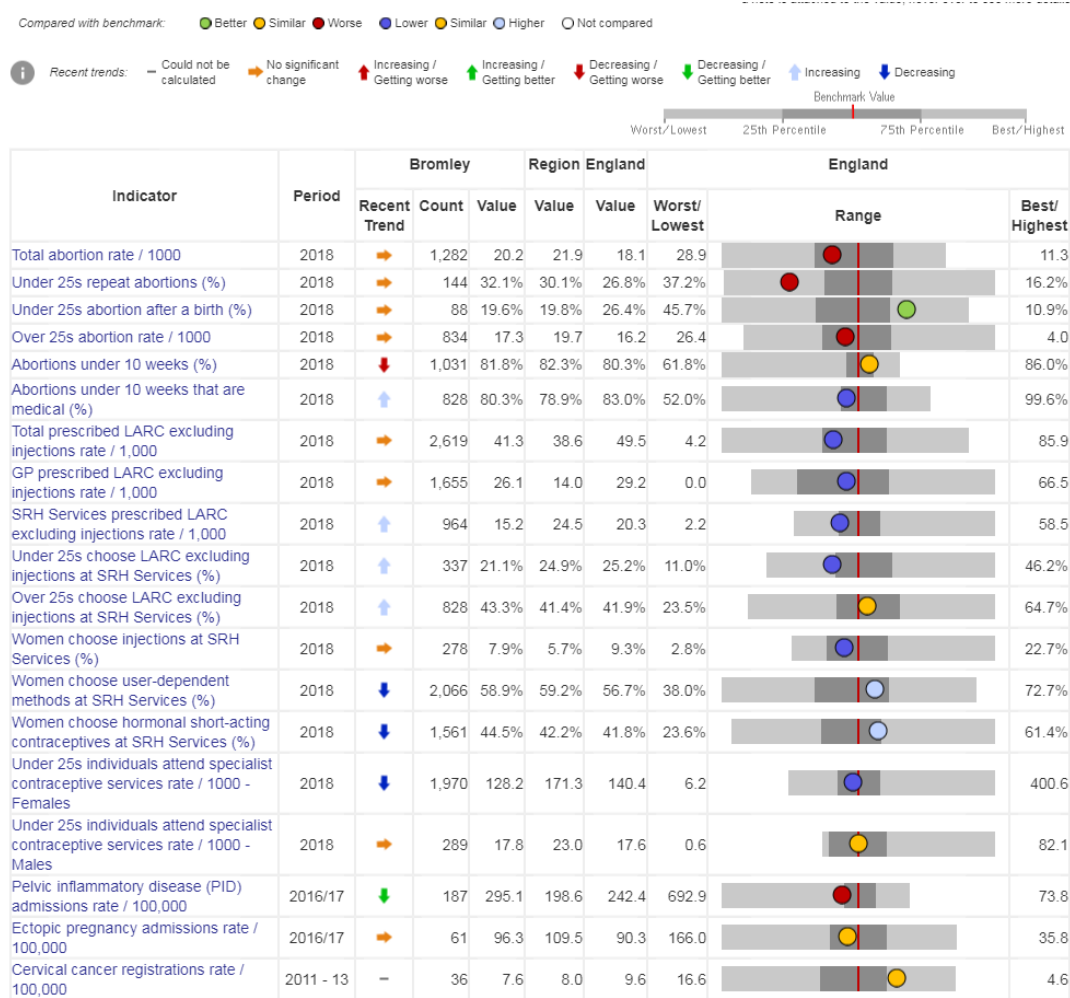 a note is attached to the value, hover over to see more details
Compared with benchmark: Better Similar Worse Lower Similar Higher Not compared
i Recent trends: – Could not be calculated No significant change Increasing / Getting worse Increasing / Getting better Decreasing / Getting worse Decreasing / Getting better Increasing Decreasing
Benchmark Value
Worst/Lowest 25th Percentile 75th Percentile Best/Highest
Indicator Period Bromley Region England England
Recent Trend Count Value Value Value Worst/ Lowest Range Best/ Highest
Total abortion rate / 1000 2018 1,282 20.2 21.9 18.1 28.9 11.3
Under 25s repeat abortions (%) 2018 144 32.1% 30.1% 26.8% 37.2% 16.2%
Under 25s abortion after a birth (%) 2018 88 19.6% 19.8% 26.4% 45.7% 10.9%
Over 25s abortion rate / 1000 2018 834 17.3 19.7 16.2 26.4 4.0
Abortions under 10 weeks (%) 2018 1,031 81.8% 82.3% 80.3% 61.8% 86.0%
Abortions under 10 weeks that are
medical (%) 2018 828 80.3% 78.9% 83.0% 52.0% 99.6%
Total prescribed LARC excluding
injections rate / 1,000 2018 2,619 41.3 38.6 49.5 4.2 85.9
GP prescribed LARC excluding
injections rate / 1,000 2018 1,655 26.1 14.0 29.2 0.0 66.5
SRH Services prescribed LARC
excluding injections rate / 1,000 2018 964 15.2 24.5 20.3 2.2 58.5
Under 25s choose LARC excluding
injections at SRH Services (%) 2018 337 21.1% 24.9% 25.2% 11.0% 46.2%
Over 25s choose LARC excluding
injections at SRH Services (%) 2018 828 43.3% 41.4% 41.9% 23.5% 64.7%
Women choose injections at SRH
Services (%) 2018 278 7.9% 5.7% 9.3% 2.8% 22.7%
Women choose user-dependent
methods at SRH Services (%) 2018 2,066 58.9% 59.2% 56.7% 38.0% 72.7%
Women choose hormonal short-acting
contraceptives at SRH Services (%) 2018 1,561 44.5% 42.2% 41.8% 23.6% 61.4%
Under 25s individuals attend specialist
contraceptive services rate / 1000 - 2018 1,970 128.2 171.3 140.4 6.2 400.6
Females
Under 25s individuals attend specialist
contraceptive services rate / 1000 - 2018 289 17.8 23.0 17.6 0.6 82.1
Males
Pelvic inflammatory disease (PID)
admissions rate / 100,000 2016/17 187 295.1 198.6 242.4 692.9 73.8
Ectopic pregnancy admissions rate /
100,000 2016/17 61 96.3 109.5 90.3 166.0 35.8
Cervical cancer registrations rate /
100,000 2011 - 13 – 36 7.6 8.0 9.6 16.6 4.6